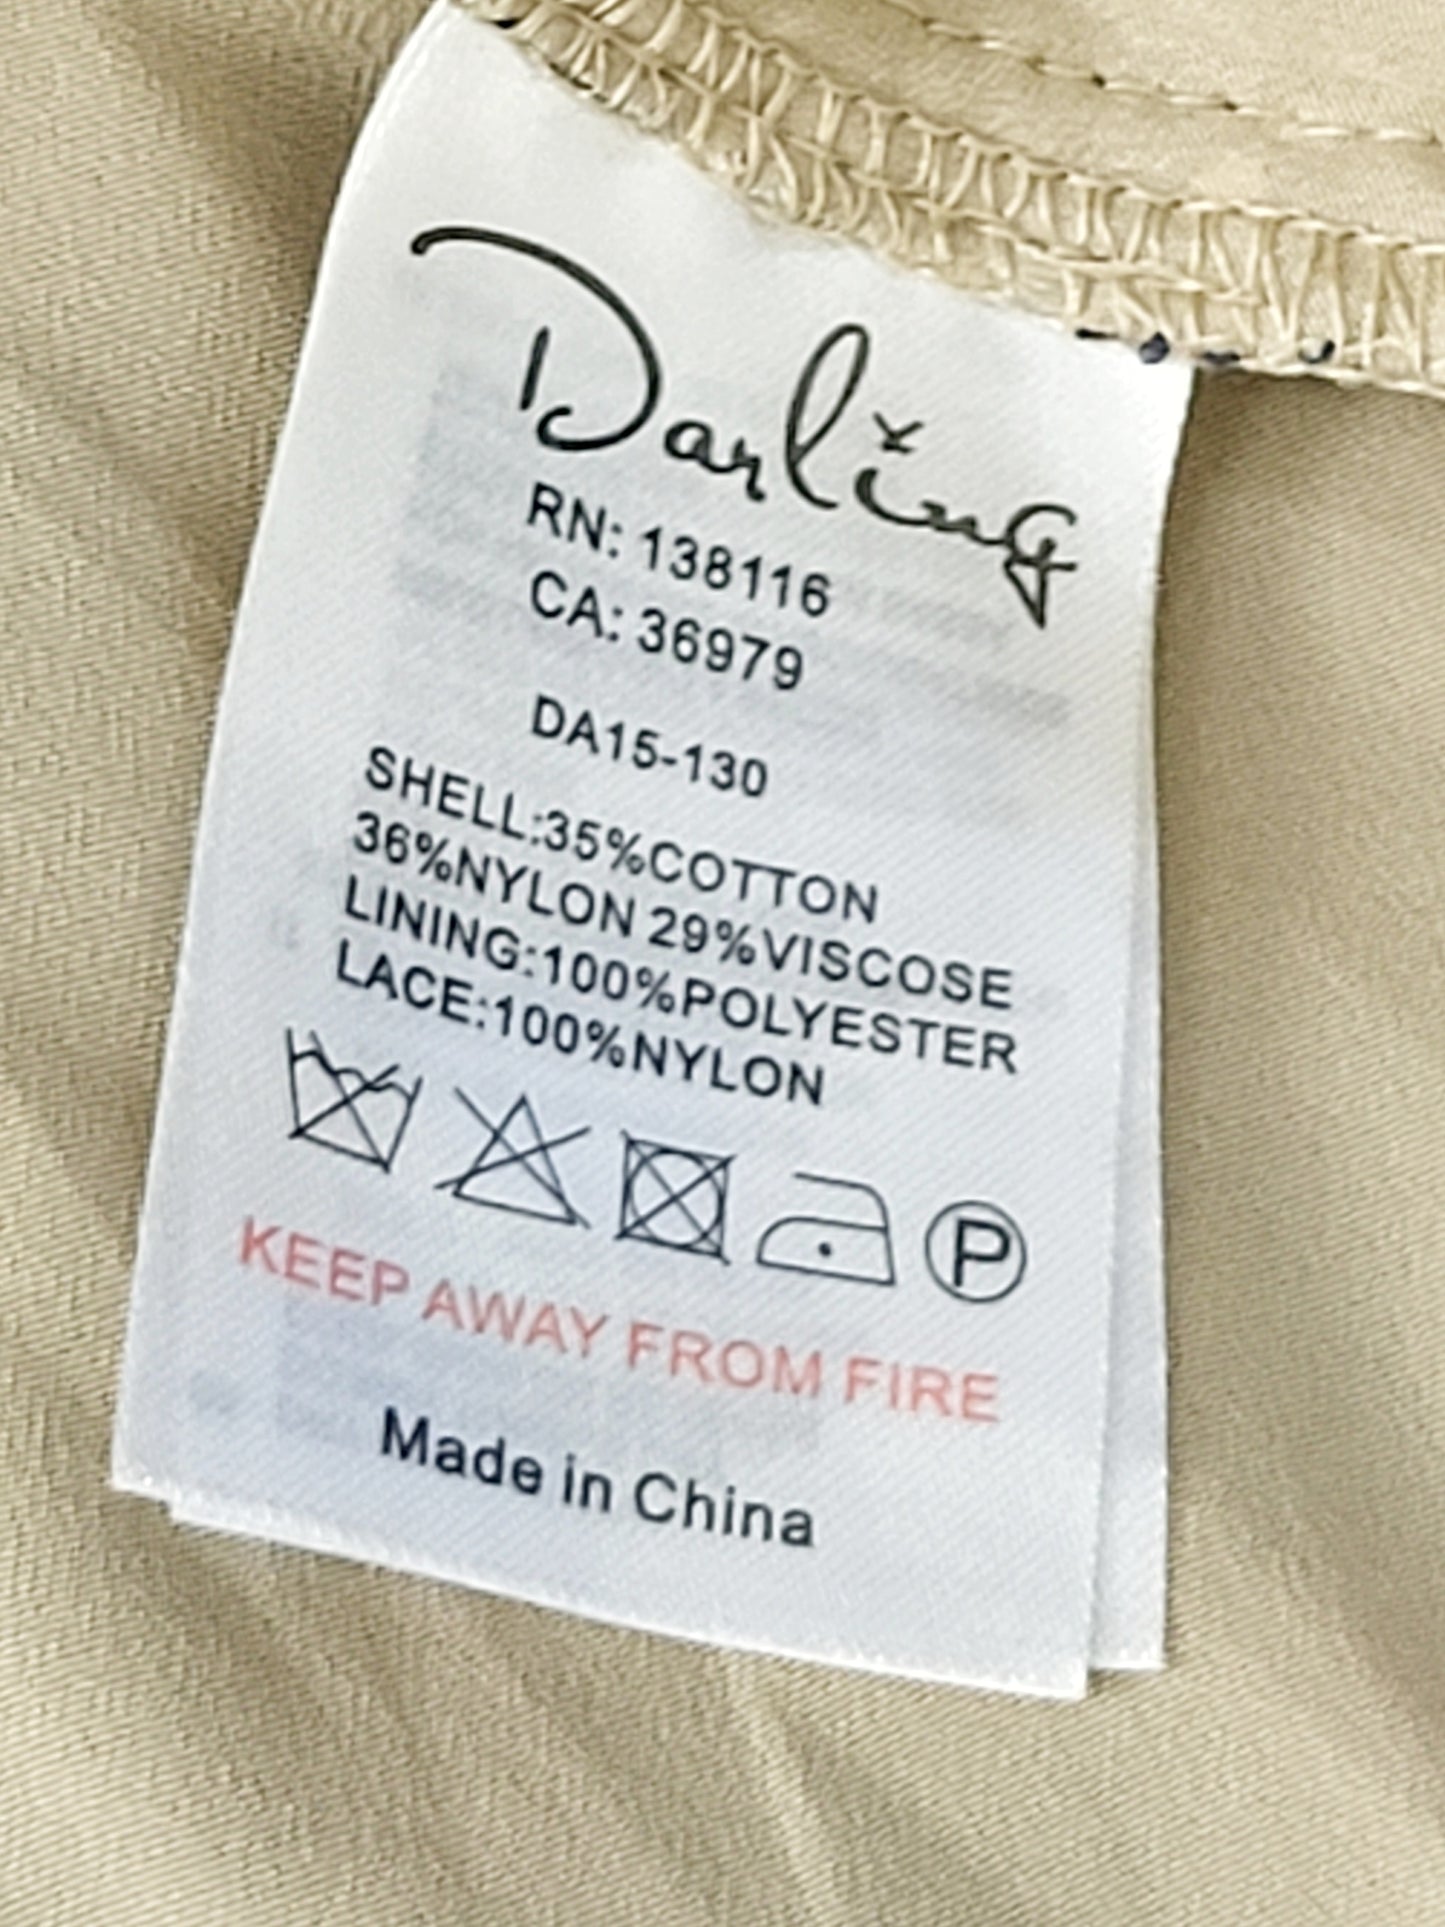 Darling
RN: 138116
CA: 36979
DA15-130
SHELL:35%COTTON
36%NYLON 29%VISCOSE
LINING:100%POLYESTER
LACE:100%NYLON
P
KEEP AWAY FROM FIRE
Made in China